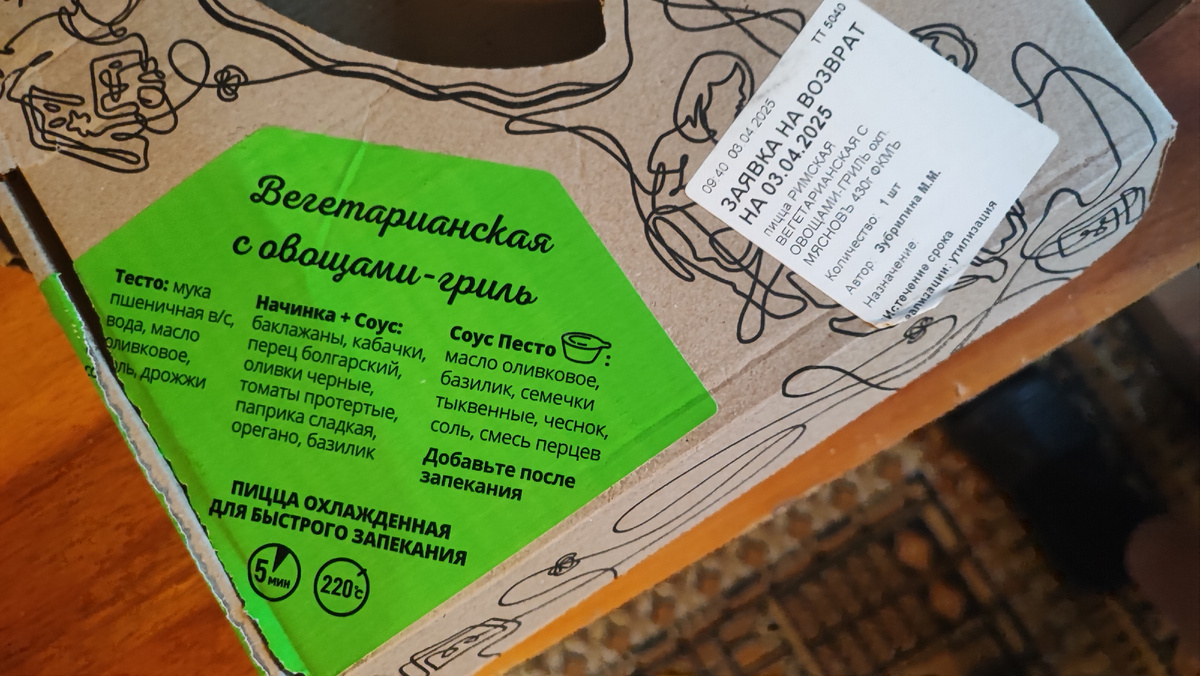 Вегетарианская
с овощами-гриль
Тесто: мука
пшеничная в/с,
вода, масло
оливковое,
соль, дрожжи
Начинка + Соус:
баклажаны, кабачки,
перец болгарский,
оливки черные,
томаты протертые,
паприка сладкая,
орегано, базилик
Соус Песто :
масло оливковое,
базилик, семечки
тыквенные, чеснок,
соль, смесь перцев
Добавьте после
запекания
ПИЦЦА ОХЛАЖДЕННАЯ
ДЛЯ БЫСТРОГО ЗАПЕКАНИЯ
5 мин
220°c
09:40 03.04.2025 ТТ 5040
ЗАЯВКА НА ВОЗВРАТ
НА 03.04.2025
ПИЦЦА РИМСКАЯ
ВЕГЕТАРИАНСКАЯ С
ОВОЩАМИ-ГРИЛЬ ОХЛ.
МЯСНОВЪ 430г ФКМЪ
Количество: 1 шт
Автор: Зубрилина М.М.
Назначение:
Истечение срока
реализации: утилизация